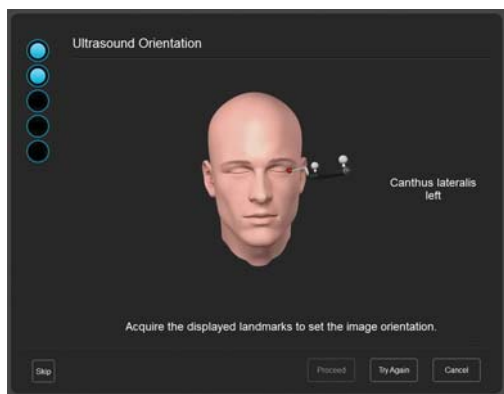 Ultrasound Orientation
Canthus lateralis
left
Acquire the displayed landmarks to set the image orientation.
Skip
Proceed
Try Again
Cancel